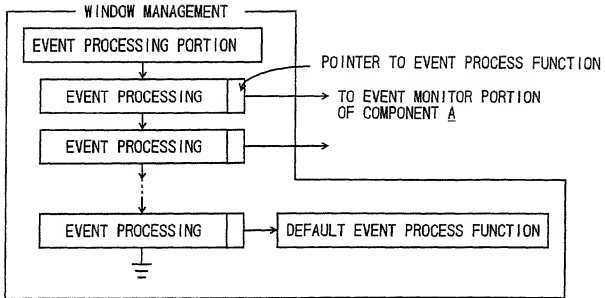 WINDOW MANAGEMENT
EVENT PROCESSING PORTION
POINTER TO EVENT PROCESS FUNCTION
EVENT PROCESSING
TO EVENT MONITOR PORTION
OF COMPONENT A
EVENT PROCESSING
EVENT PROCESSING
DEFAULT EVENT PROCESS FUNCTION